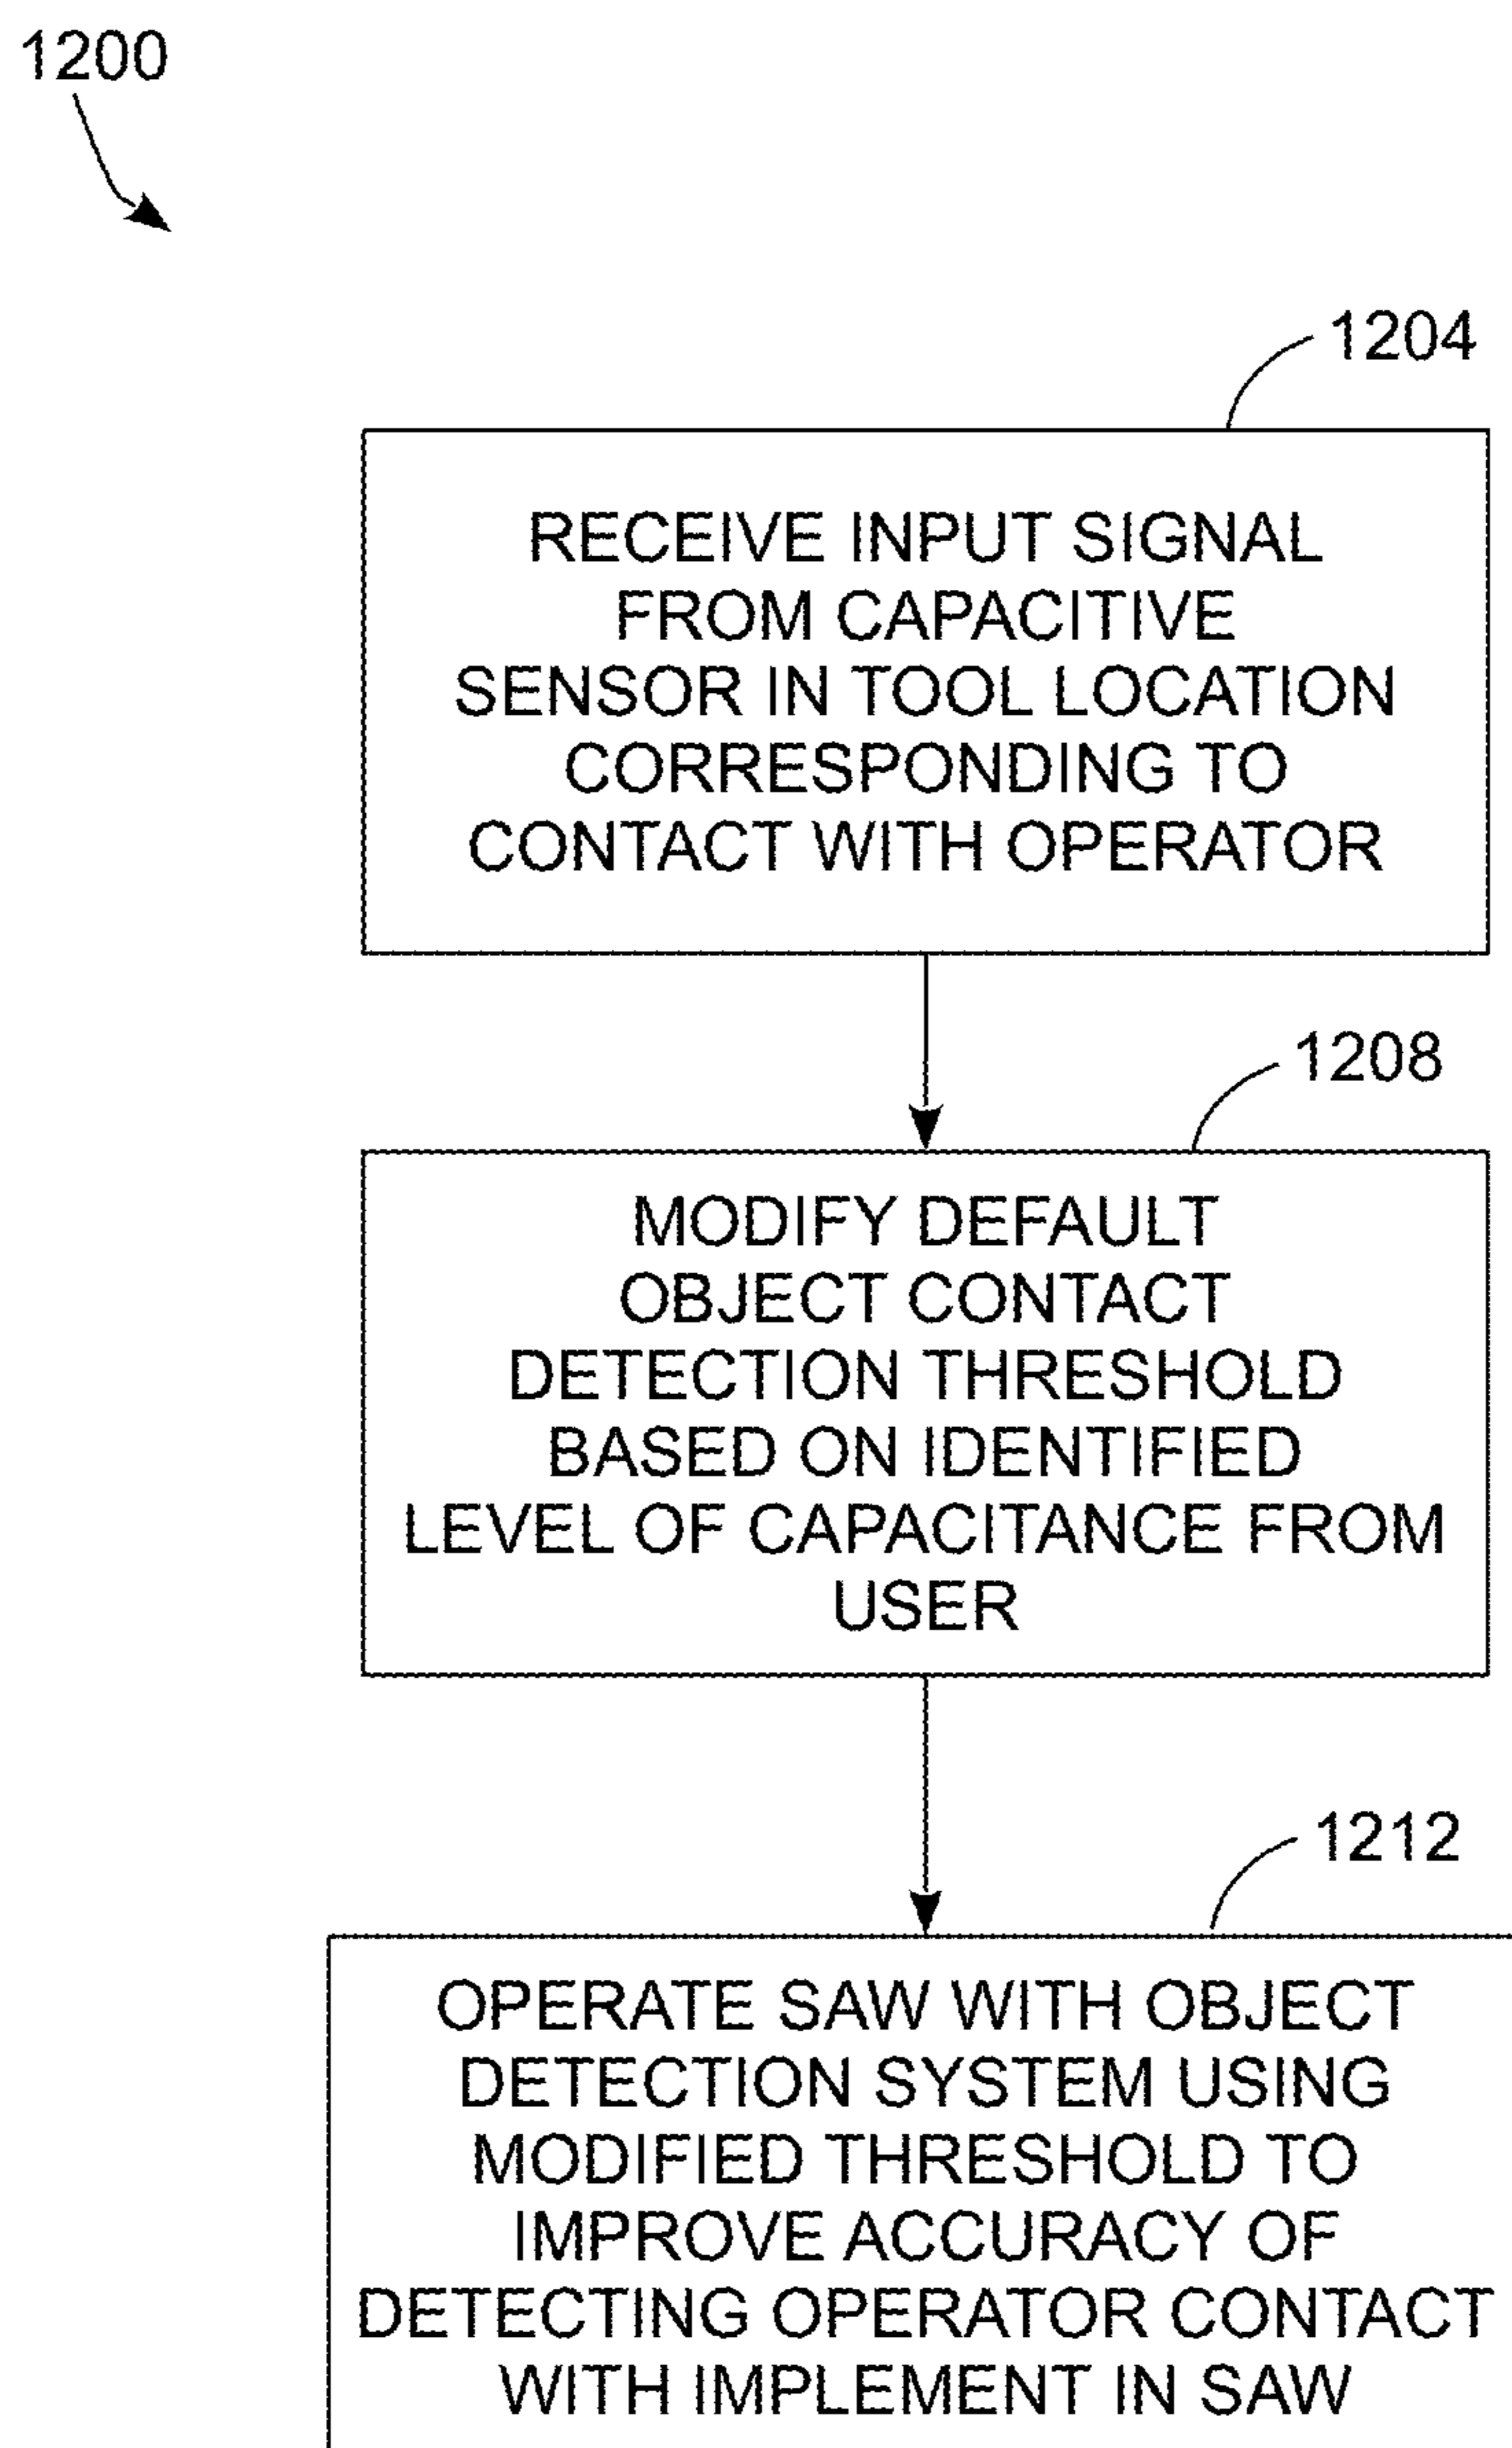 1200
1204
RECEIVE INPUT SIGNAL
FROM CAPACITIVE
SENSOR IN TOOL LOCATION
CORRESPONDING TO
CONTACT WITH OPERATOR
1208
MODIFY DEFAULT
OBJECT CONTACT
DETECTION THRESHOLD
BASED ON IDENTIFIED
LEVEL OF CAPACITANCE FROM
USER
1212
OPERATE SAW WITH OBJECT
DETECTION SYSTEM USING
MODIFIED THRESHOLD TO
IMPROVE ACCURACY OF
DETECTING OPERATOR CONTACT
WITH IMPLEMENT IN SAW